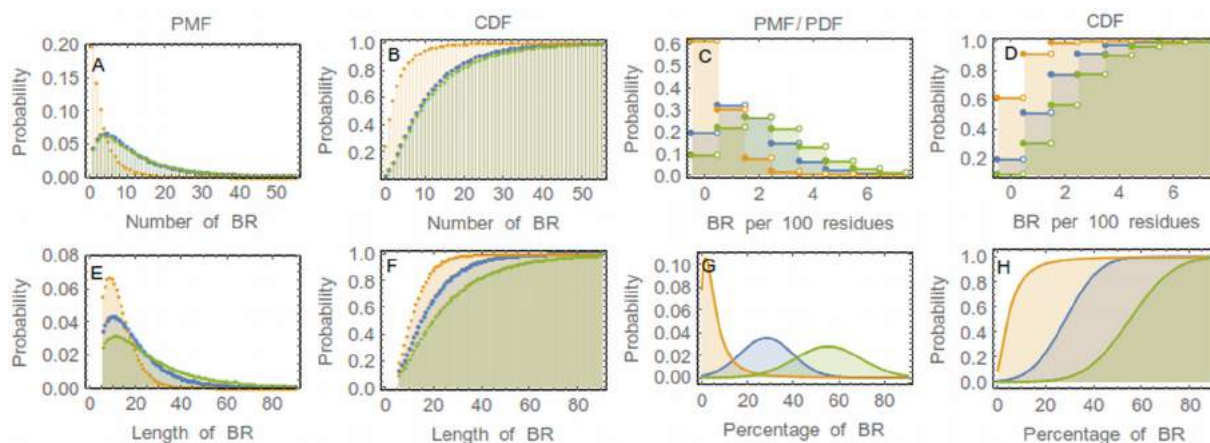 PMF
CDF
PMF/PDF
CDF
A
B
C
D
Probability
0.20
0.15
0.10
0.05
0.00
0 10 20 30 40 50
Number of BR
Probability
1.0
0.8
0.6
0.4
0.2
0 10 20 30 40 50
Number of BR
Probability
0.6
0.5
0.4
0.3
0.2
0.1
0.0
0 2 4 6
BR per 100 residues
Probability
1.0
0.8
0.6
0.4
0.2
0 2 4 6
BR per 100 residues
E
F
G
H
Probability
0.08
0.06
0.04
0.02
0.00
0 20 40 60 80
Length of BR
Probability
1.0
0.8
0.6
0.4
0.2
0.0
0 20 40 60 80
Length of BR
Probability
0.10
0.08
0.06
0.04
0.02
0.00
0 20 40 60 80
Percentage of BR
Probability
1.0
0.8
0.6
0.4
0.2
0.0
0 20 40 60 80
Percentage of BR